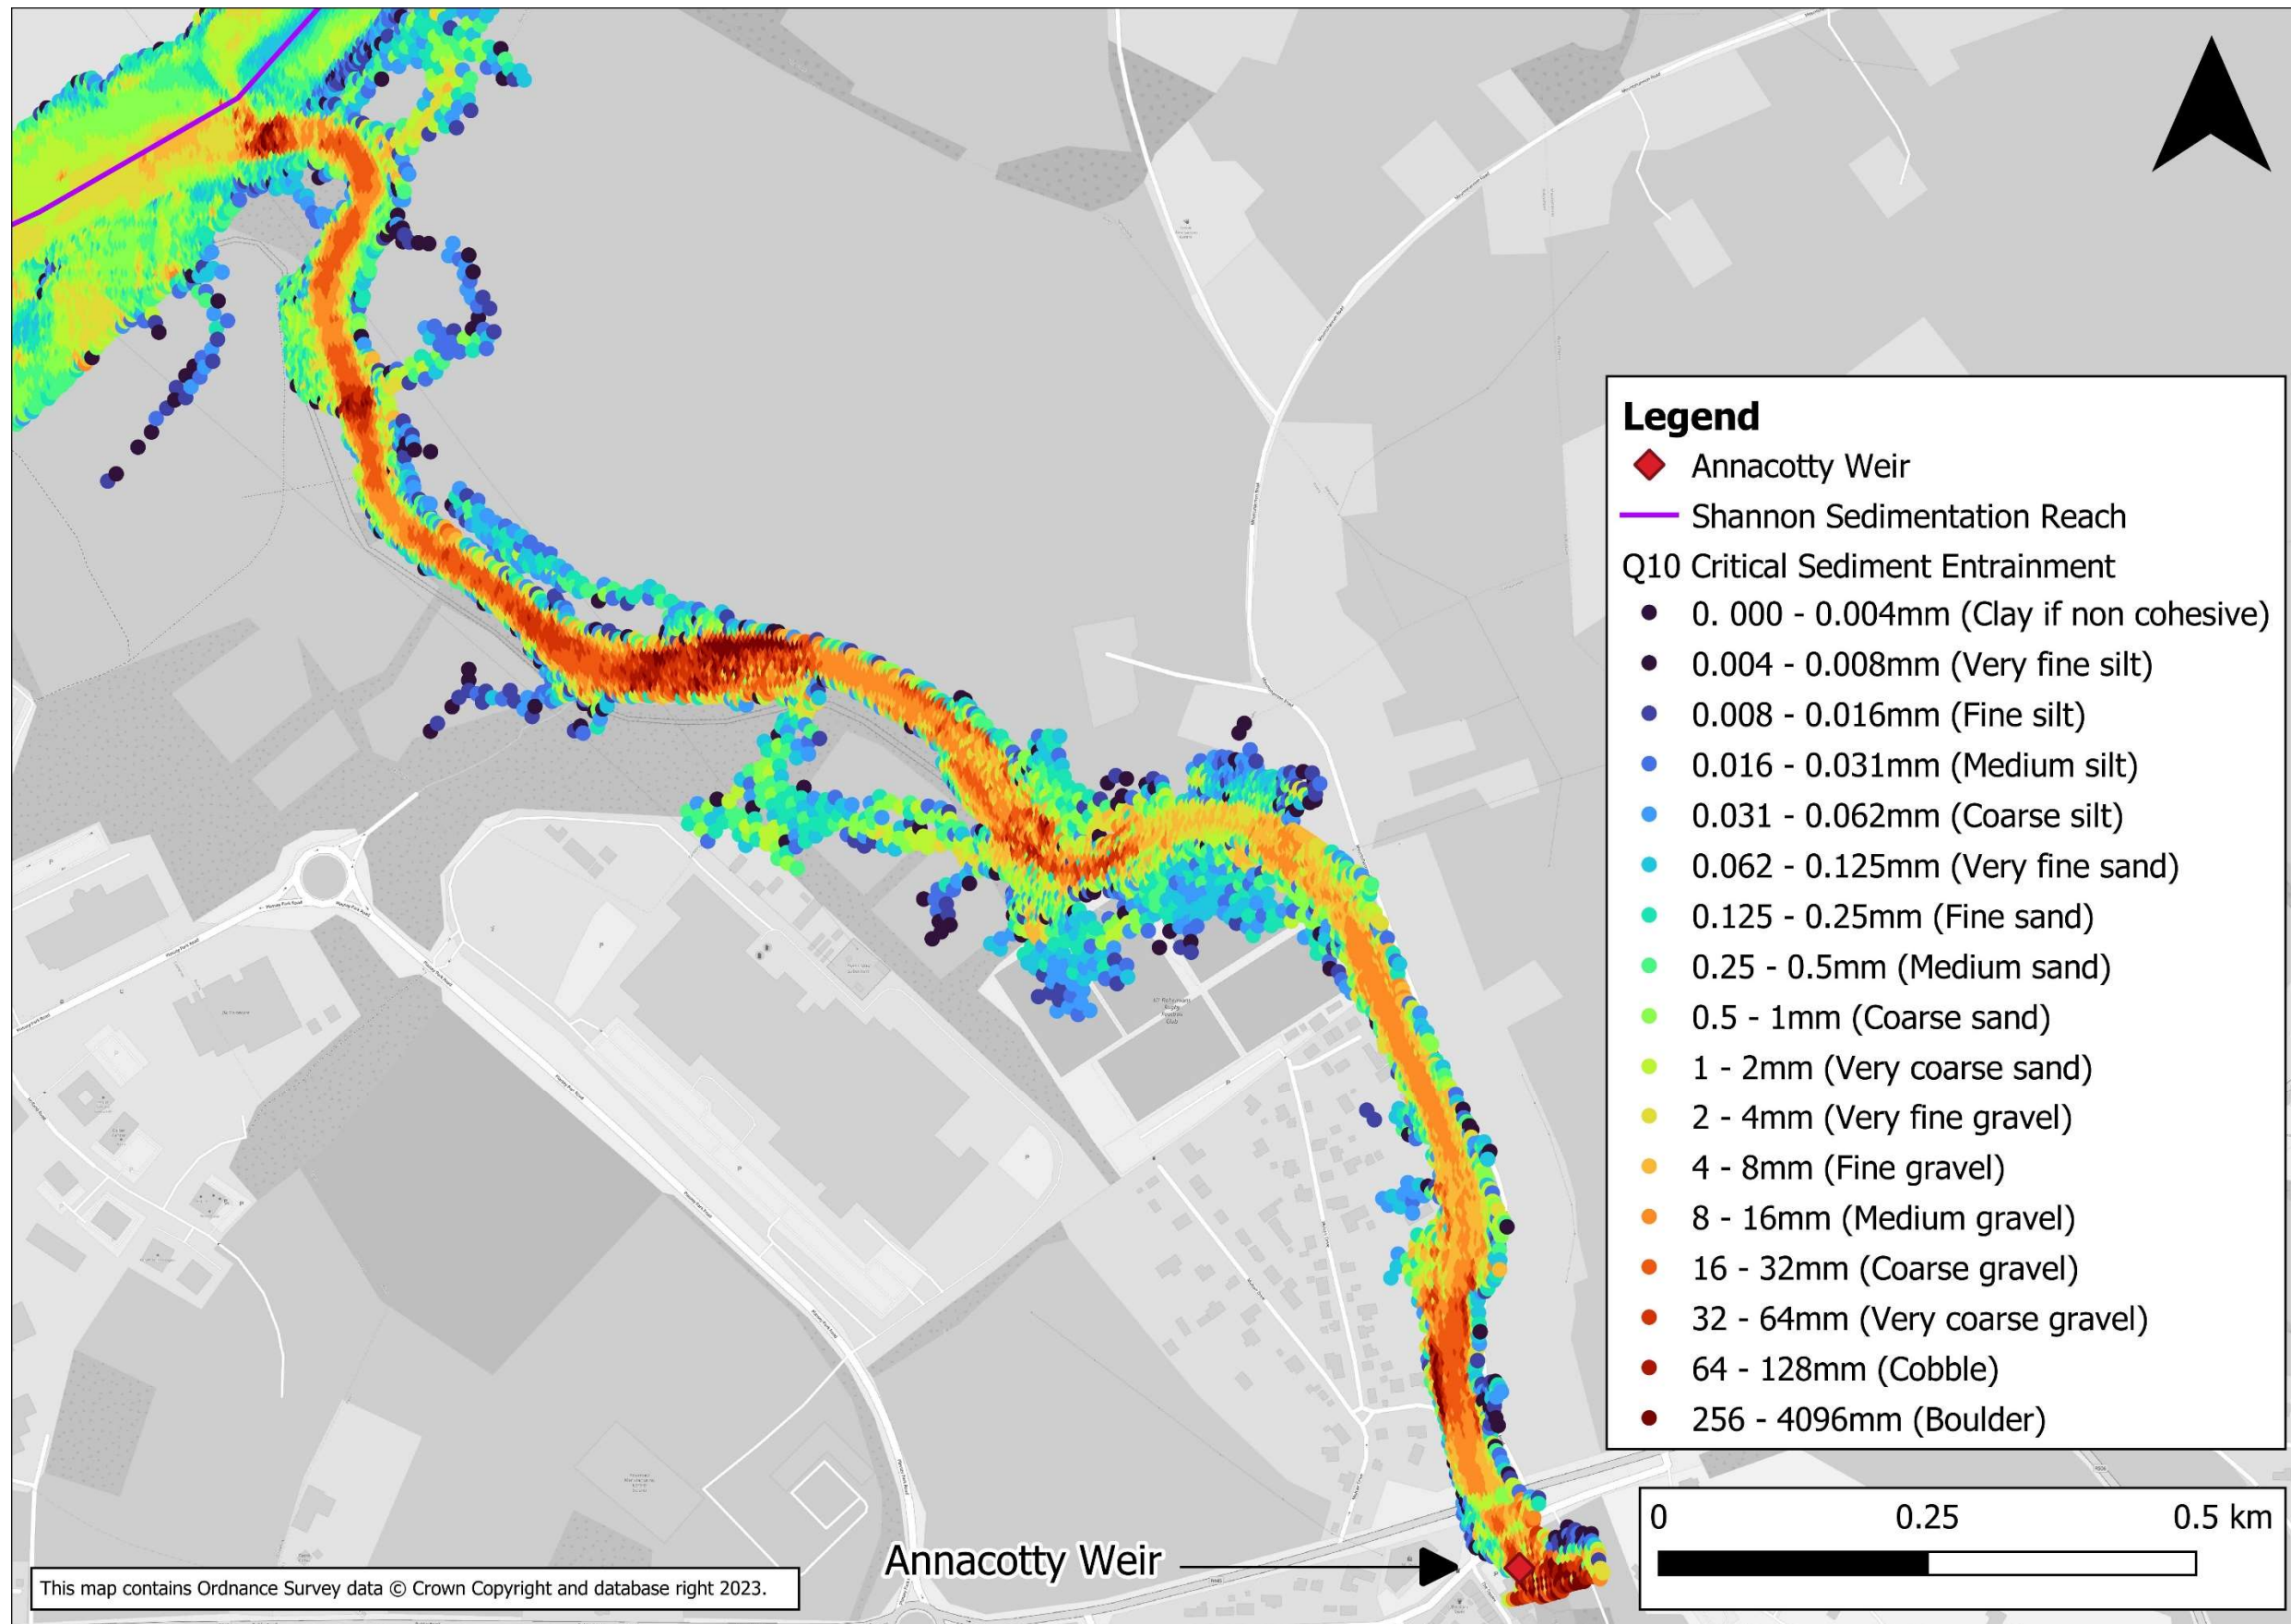 Legend
Annacotty Weir
Shannon Sedimentation Reach
Q10 Critical Sediment Entrainment
0. 000 - 0.004mm (Clay if non cohesive)
0.004 - 0.008mm (Very fine silt)
0.008 - 0.016mm (Fine silt)
0.016 - 0.031mm (Medium silt)
0.031 - 0.062mm (Coarse silt)
0.062 - 0.125mm (Very fine sand)
0.125 - 0.25mm (Fine sand)
0.25 - 0.5mm (Medium sand)
0.5 - 1mm (Coarse sand)
1 - 2mm (Very coarse sand)
2 - 4mm (Very fine gravel)
4 - 8mm (Fine gravel)
8 - 16mm (Medium gravel)
16 - 32mm (Coarse gravel)
32 - 64mm (Very coarse gravel)
64 - 128mm (Cobble)
256 - 4096mm (Boulder)
0 0.25 0.5 km
Annacotty Weir
This map contains Ordnance Survey data © Crown Copyright and database right 2023.